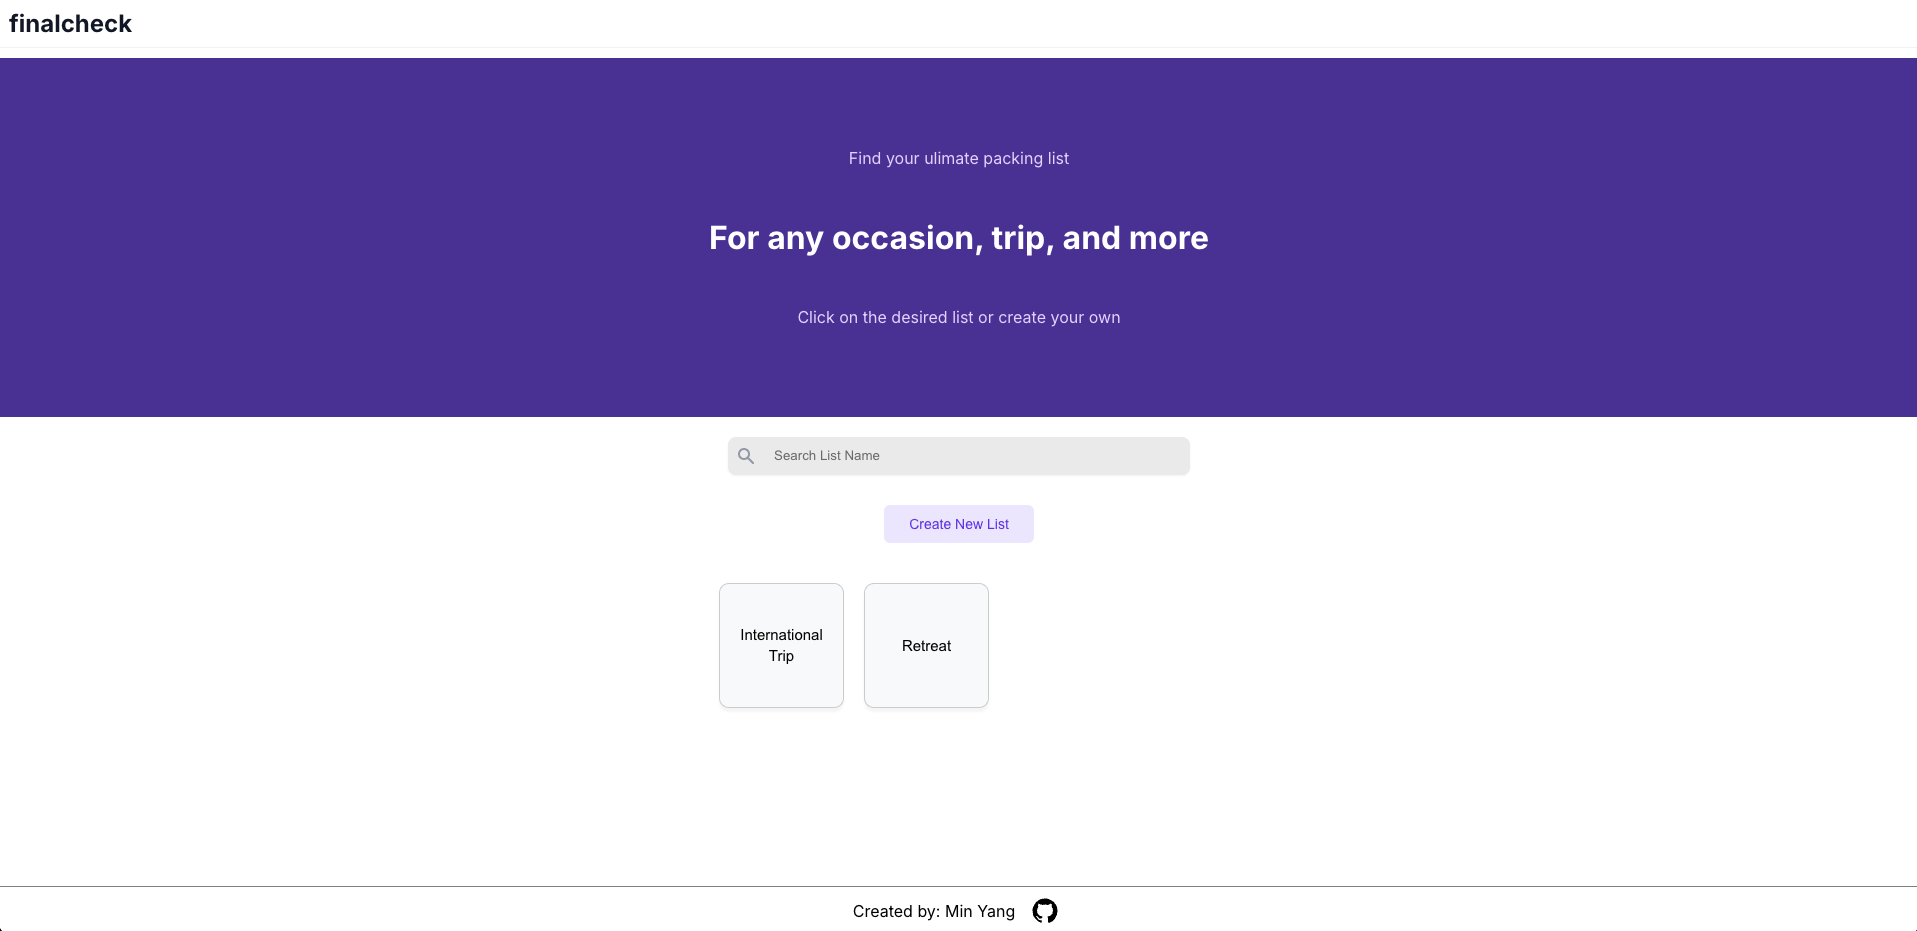 finalcheck
Find your ulimate packing list
For any occasion, trip, and more
Click on the desired list or create your own
Search List Name
Create New List
International
Trip
Retreat
Created by: Min Yang